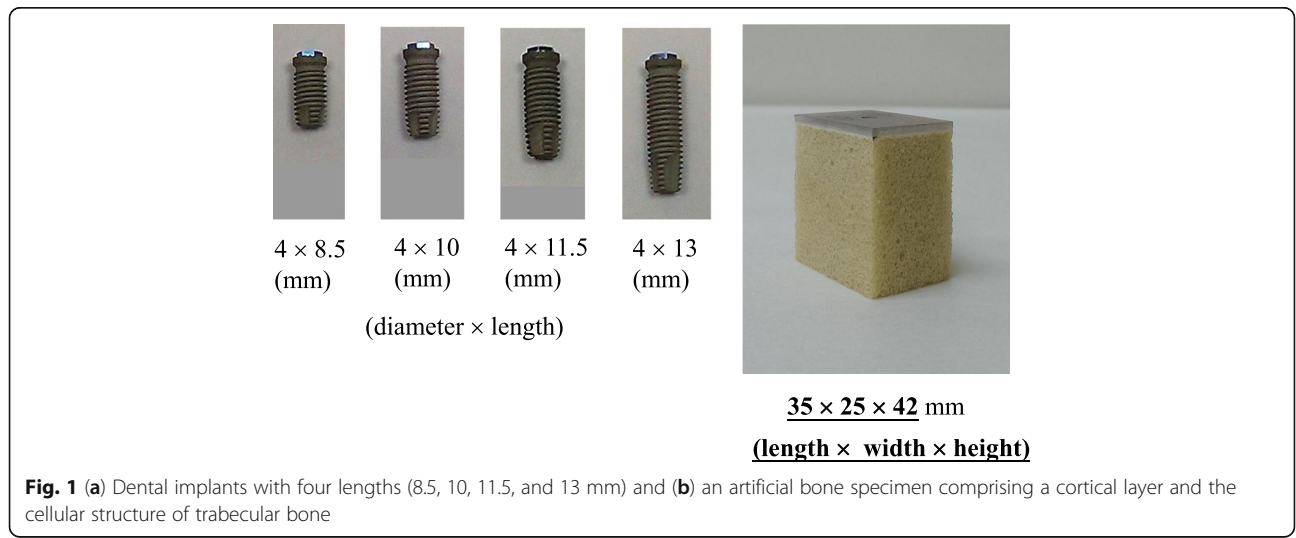 4 × 8.5
(mm)
4 × 10
(mm)
4 × 11.5
(mm)
4 × 13
(mm)
(diameter × length)
35 × 25 × 42 mm
(length × width × height)
Fig. 1 (a) Dental implants with four lengths (8.5, 10, 11.5, and 13 mm) and (b) an artificial bone specimen comprising a cortical layer and the
cellular structure of trabecular bone